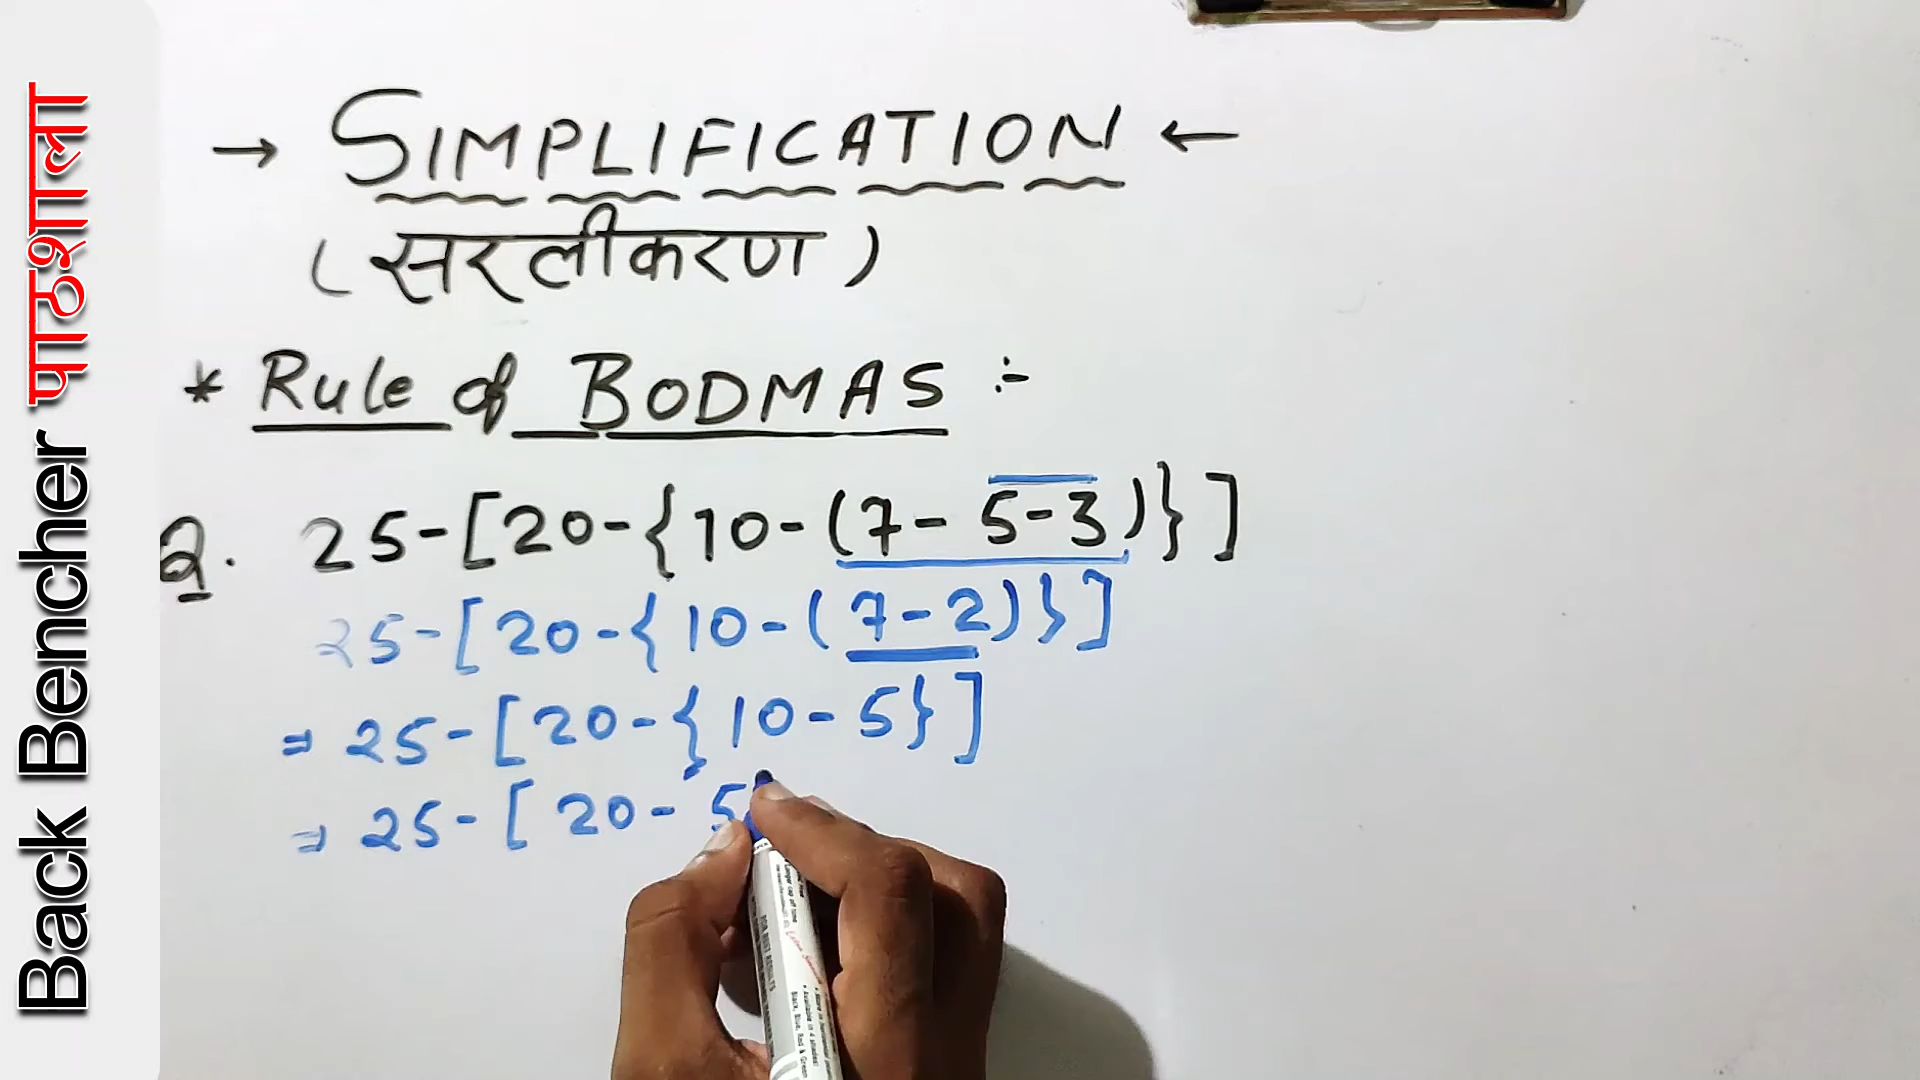 Back Bencher पाठशाला
→ SIMPLIFICATION ←
(सरलीकरण)
* Rule of BODMAS :-
Q. 25-[20-{10-(7-5-3)}]
25-[20-{10-(7-2)}]
= 25-[20-{10-5}]
= 25-[20-5